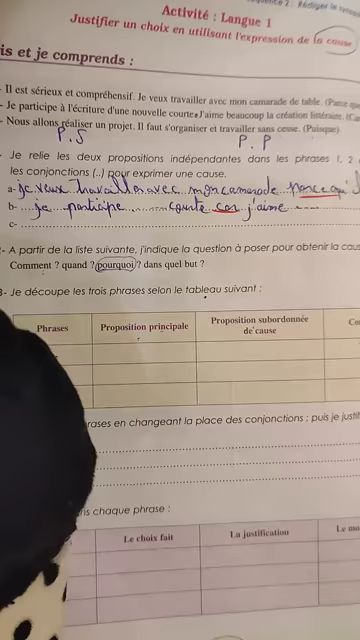 Rédiger le
Activité : Langue 1
Justifier un choix en utilisant l'expression de la cause
is et je comprends :
- Il est sérieux et compréhensif. Je veux travailler avec mon camarade de table. (Parce
- Je participe à l'écriture d'une nouvelle courte. J'aime beaucoup la création littéraire.
- Nous allons réaliser un projet. Il faut s'organiser et travailler sans cesse. (Puisque)
P.S P.P
Je relie les deux propositions indépendantes dans les phrases 1, 2
les conjonctions (..) pour exprimer une cause.
a- je veux travailler avec mon camarade parce qu'il
b- je participe ........ courte car j'aime
c-
- A partir de la liste suivante, j'indique la question à poser pour obtenir la cau
Comment ? quand ? pourquoi ? dans quel but ?
3- Je découpe les trois phrases selon le tableau suivant :
Phrases Proposition principale Proposition subordonnée de cause Co
rases en changeant la place des conjonctions ; puis je justi
ns chaque phrase :
Le choix fait La justification Le mo